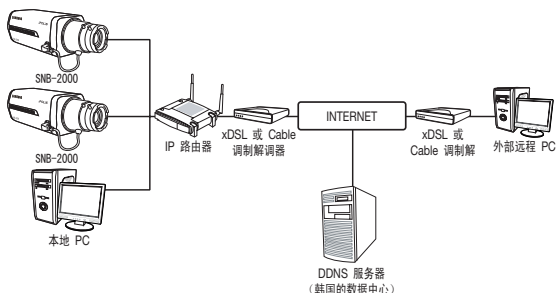 SNB-2000
SNB-2000
本地 PC
IP 路由器
xDSL 或 Cable
调制解调器
INTERNET
xDSL 或
Cable 调制解
外部远程 PC
DDNS 服务器
(韩国的数据中心)